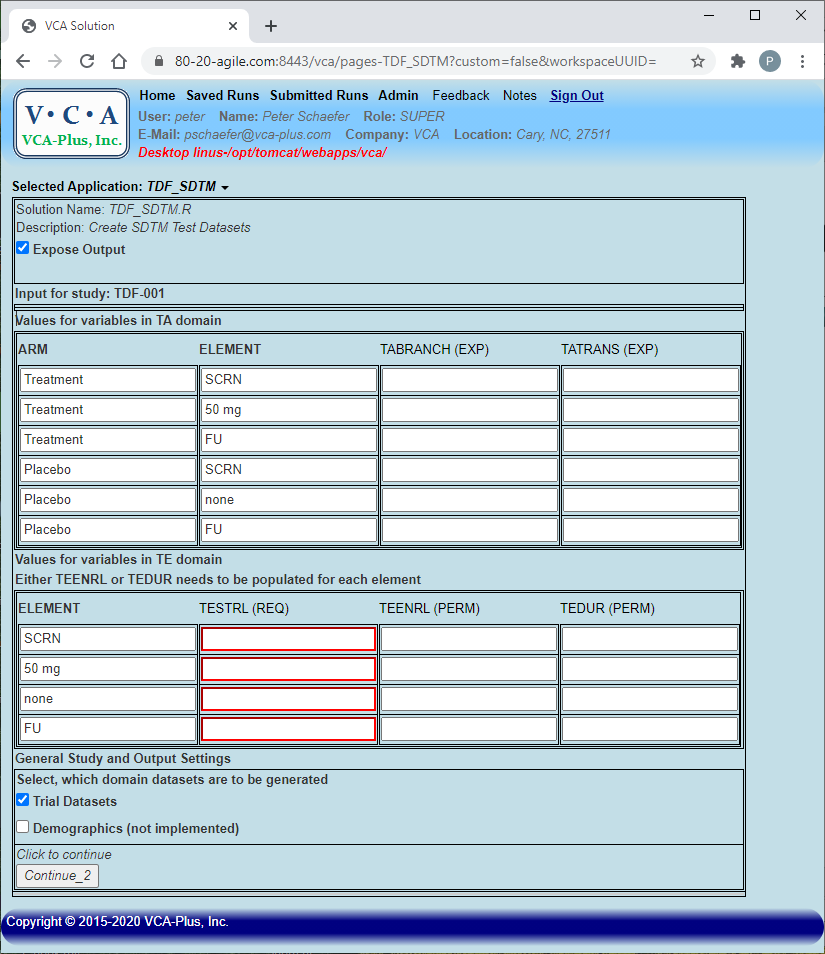 VCA Solution
80-20-agile.com:8443/vca/pages-TDF_SDTM?custom=false&workspaceUUID=
P
V·C·A
VCA-Plus, Inc.
Home Saved Runs Submitted Runs Admin Feedback Notes Sign Out
User: peter Name: Peter Schaefer Role: SUPER
E-Mail: pschaefer@vca-plus.com Company: VCA Location: Cary, NC, 27511
Desktop linus-/opt/tomcat/webapps/vca/
Selected Application: TDF_SDTM
Solution Name: TDF_SDTM.R
Description: Create SDTM Test Datasets
Expose Output
Input for study: TDF-001
Values for variables in TA domain
ARM ELEMENT TABRANCH (EXP) TATRANS (EXP)
Treatment SCRN
Treatment 50 mg
Treatment FU
Placebo SCRN
Placebo none
Placebo FU
Values for variables in TE domain
Either TEENRL or TEDUR needs to be populated for each element
ELEMENT TESTRL (REQ) TEENRL (PERM) TEDUR (PERM)
SCRN
50 mg
none
FU
General Study and Output Settings
Select, which domain datasets are to be generated
Trial Datasets
Demographics (not implemented)
Click to continue
Continue_2
Copyright © 2015-2020 VCA-Plus, Inc.